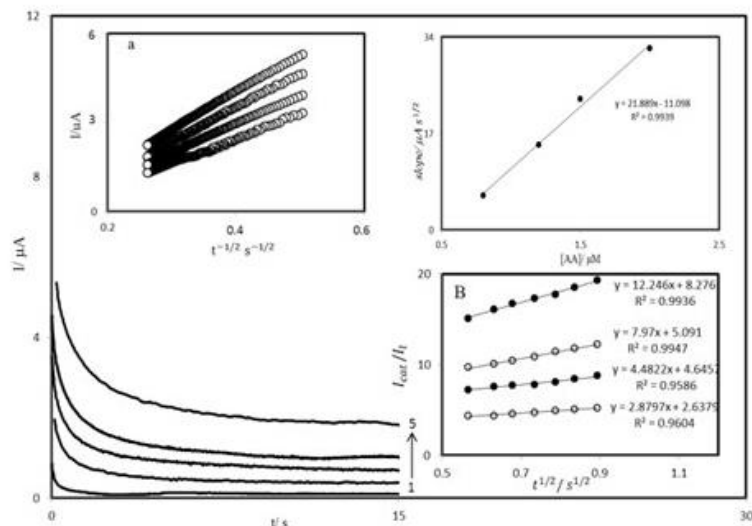 12
8
4
0
I/ μA
0
15
30
t/ s
5
1
a
6
3
0
I/uA
0.2
0.4
0.6
t⁻¹/² s⁻¹/²
34
17
0
slope/ μA s¹/²
y = 21.889x - 11.098
R² = 0.9939
0.5
1.5
2.5
[AA]/ μM
20
10
0
B
I_cat/I_l
y = 12.246x + 8.276
R² = 0.9936
y = 7.97x + 5.091
R² = 0.9947
y = 4.4822x + 4.6452
R² = 0.9586
y = 2.8797x + 2.6379
R² = 0.9604
0.5
0.7
0.9
1.1
t¹/²/ s¹/²